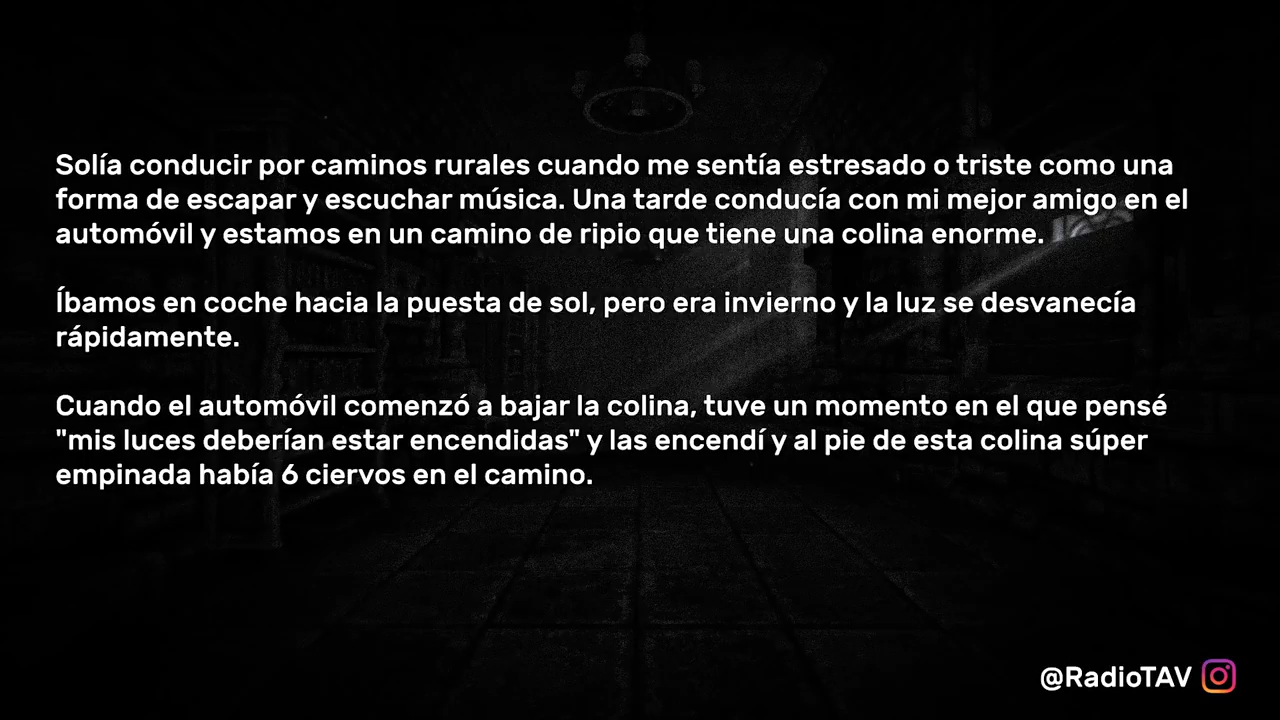 Solía conducir por caminos rurales cuando me sentía estresado o triste como una
forma de escapar y escuchar música. Una tarde conducía con mi mejor amigo en el
automóvil y estamos en un camino de ripio que tiene una colina enorme.
Íbamos en coche hacia la puesta de sol, pero era invierno y la luz se desvanecía
rápidamente.
Cuando el automóvil comenzó a bajar la colina, tuve un momento en el que pensé
"mis luces deberían estar encendidas" y las encendí y al pie de esta colina súper
empinada había 6 ciervos en el camino.
@RadioTAV